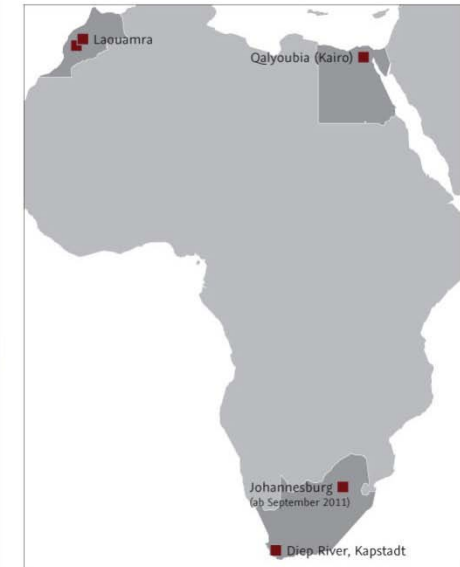 Laouamra
Qalyoubia (Kairo)
Johannesburg
(ab September 2011)
Diep River, Kapstadt